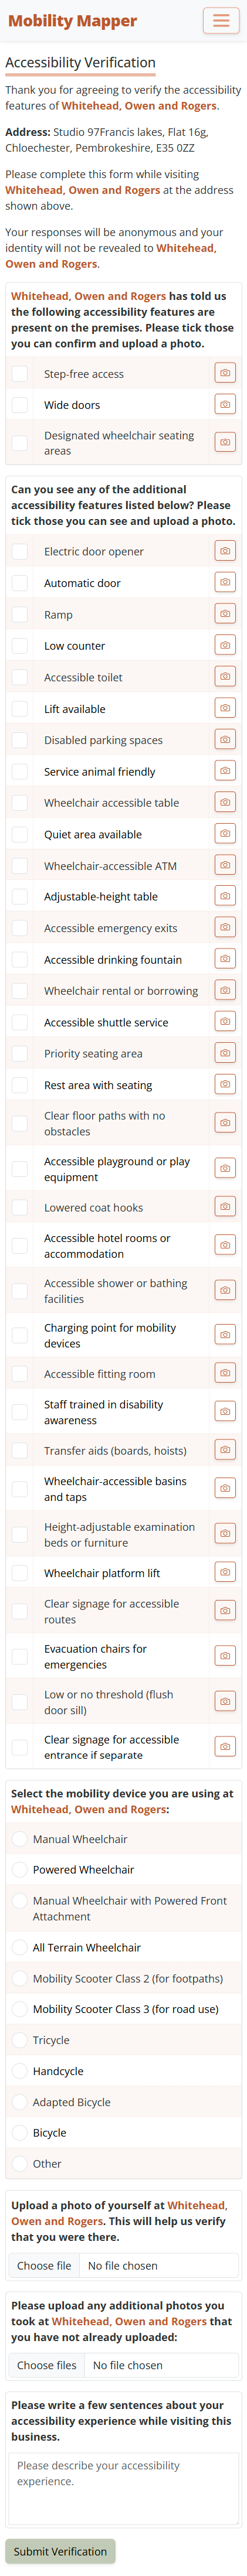 Mobility Mapper
Accessibility Verification
Thank you for agreeing to verify the accessibility
features of Whitehead, Owen and Rogers.
Address: Studio 97Francis lakes, Flat 16g,
Chloechester, Pembrokeshire, E35 0ZZ
Please complete this form while visiting
Whitehead, Owen and Rogers at the address
shown above.
Your responses will be anonymous and your
identity will not be revealed to Whitehead,
Owen and Rogers.
Whitehead, Owen and Rogers has told us
the following accessibility features are
present on the premises. Please tick those
you can confirm and upload a photo.
Step-free access
Wide doors
Designated wheelchair seating
areas
Can you see any of the additional
accessibility features listed below? Please
tick those you can see and upload a photo.
Electric door opener
Automatic door
Ramp
Low counter
Accessible toilet
Lift available
Disabled parking spaces
Service animal friendly
Wheelchair accessible table
Quiet area available
Wheelchair-accessible ATM
Adjustable-height table
Accessible emergency exits
Accessible drinking fountain
Wheelchair rental or borrowing
Accessible shuttle service
Priority seating area
Rest area with seating
Clear floor paths with no
obstacles
Accessible playground or play
equipment
Lowered coat hooks
Accessible hotel rooms or
accommodation
Accessible shower or bathing
facilities
Charging point for mobility
devices
Accessible fitting room
Staff trained in disability
awareness
Transfer aids (boards, hoists)
Wheelchair-accessible basins
and taps
Height-adjustable examination
beds or furniture
Wheelchair platform lift
Clear signage for accessible
routes
Evacuation chairs for
emergencies
Low or no threshold (flush
door sill)
Clear signage for accessible
entrance if separate
Select the mobility device you are using at
Whitehead, Owen and Rogers:
Manual Wheelchair
Powered Wheelchair
Manual Wheelchair with Powered Front
Attachment
All Terrain Wheelchair
Mobility Scooter Class 2 (for footpaths)
Mobility Scooter Class 3 (for road use)
Tricycle
Handcycle
Adapted Bicycle
Bicycle
Other
Upload a photo of yourself at Whitehead,
Owen and Rogers. This will help us verify
that you were there.
Choose file No file chosen
Please upload any additional photos you
took at Whitehead, Owen and Rogers that
you have not already uploaded:
Choose files No file chosen
Please write a few sentences about your
accessibility experience while visiting this
business.
Please describe your accessibility
experience.
Submit Verification